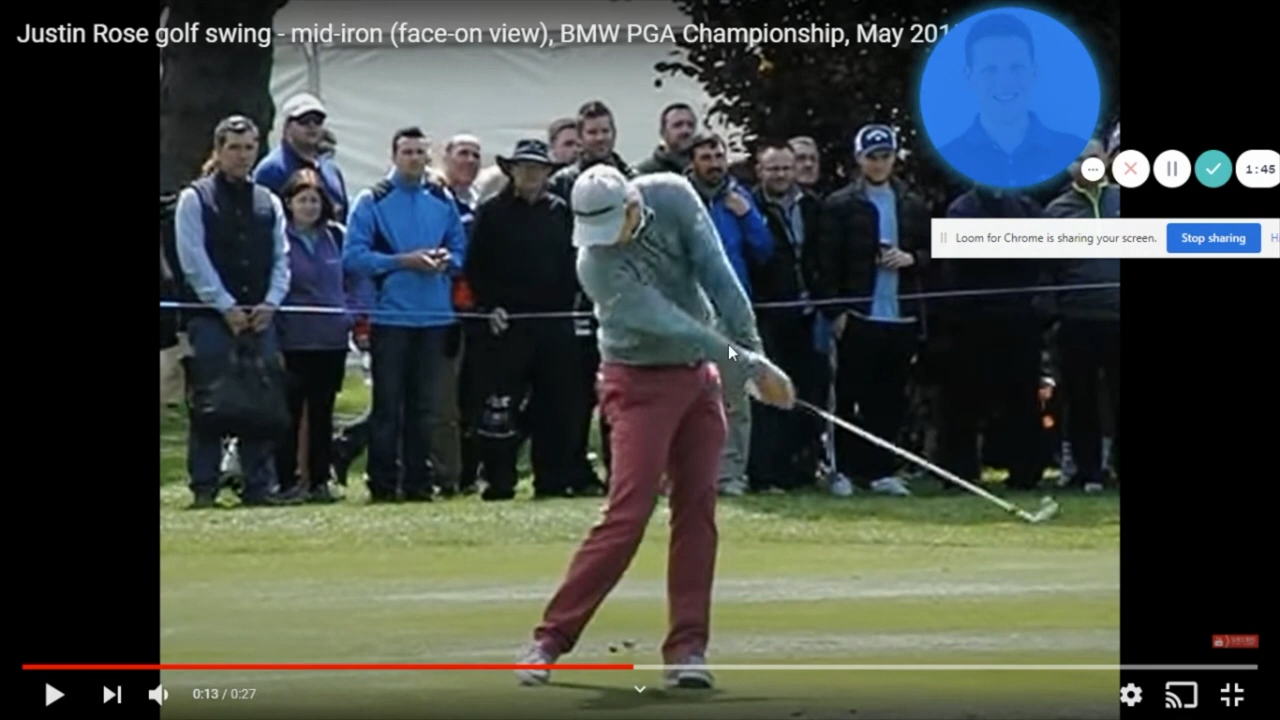 Justin Rose golf swing - mid-iron (face-on view), BMW PGA Championship, May 201
1:45
Loom for Chrome is sharing your screen.
Stop sharing
H
0:13 / 0:27